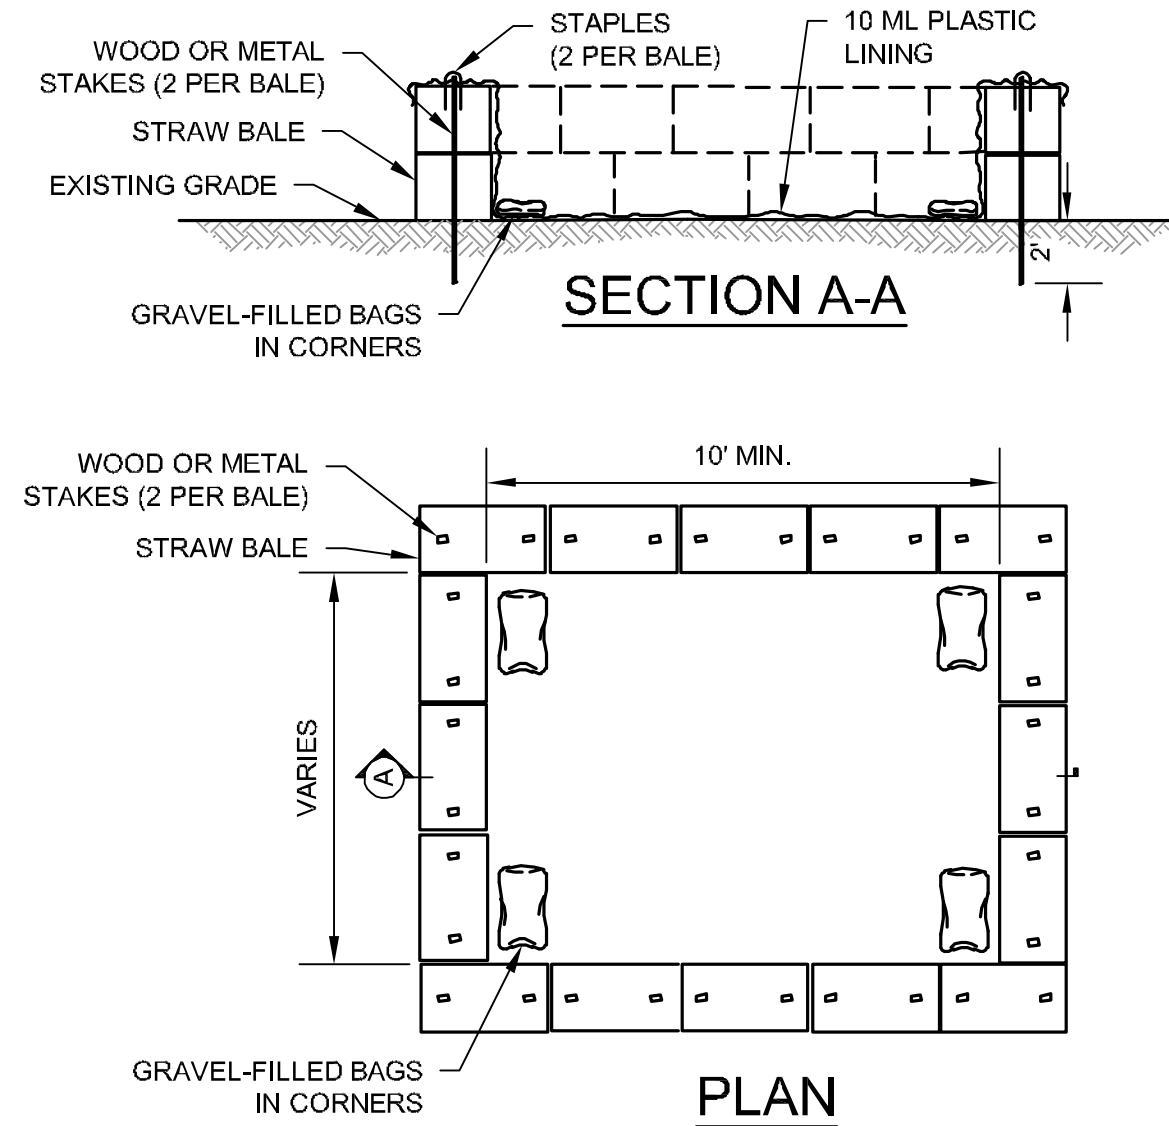 STAPLES
(2 PER BALE)
10 ML PLASTIC
LINING
WOOD OR METAL
STAKES (2 PER BALE)
STRAW BALE
EXISTING GRADE
2'
SECTION A-A
GRAVEL-FILLED BAGS
IN CORNERS
10' MIN.
WOOD OR METAL
STAKES (2 PER BALE)
STRAW BALE
VARIES
A
GRAVEL-FILLED BAGS
IN CORNERS
PLAN